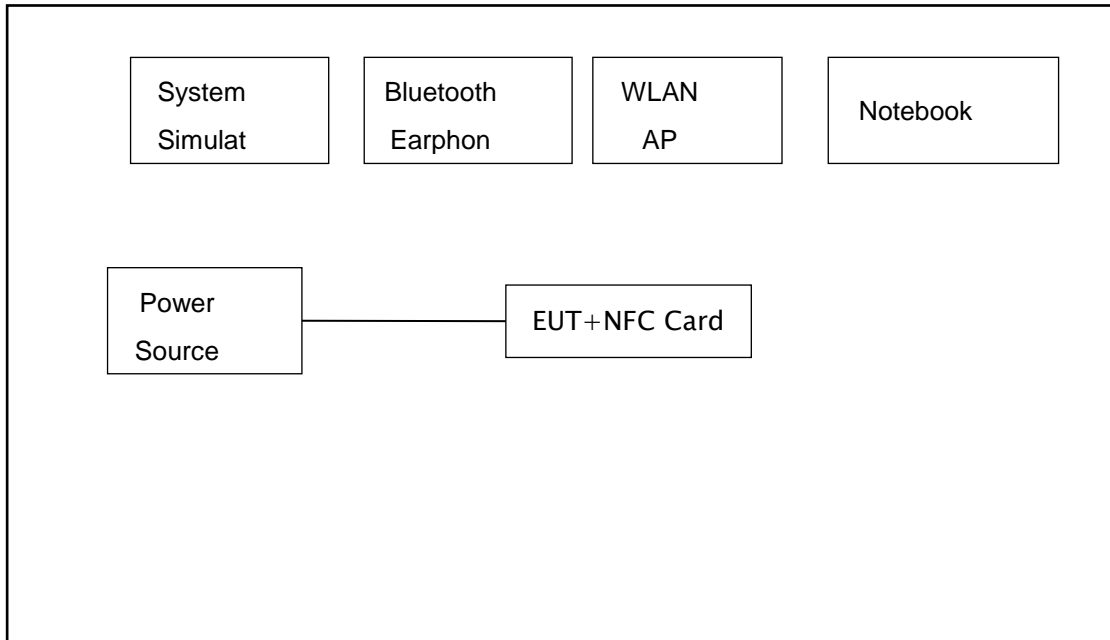 System
Simulat
Bluetooth
Earphon
WLAN
AP
Notebook
Power
Source
EUT+NFC Card